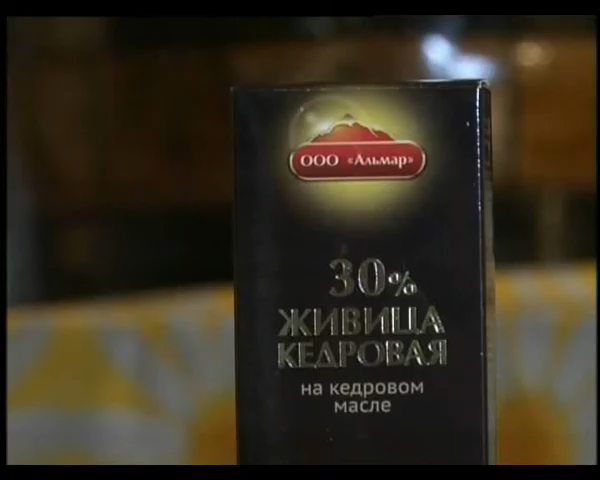 ООО «Альмар»
30%
ЖИВИЦА
КЕДРОВАЯ
на кедровом
масле